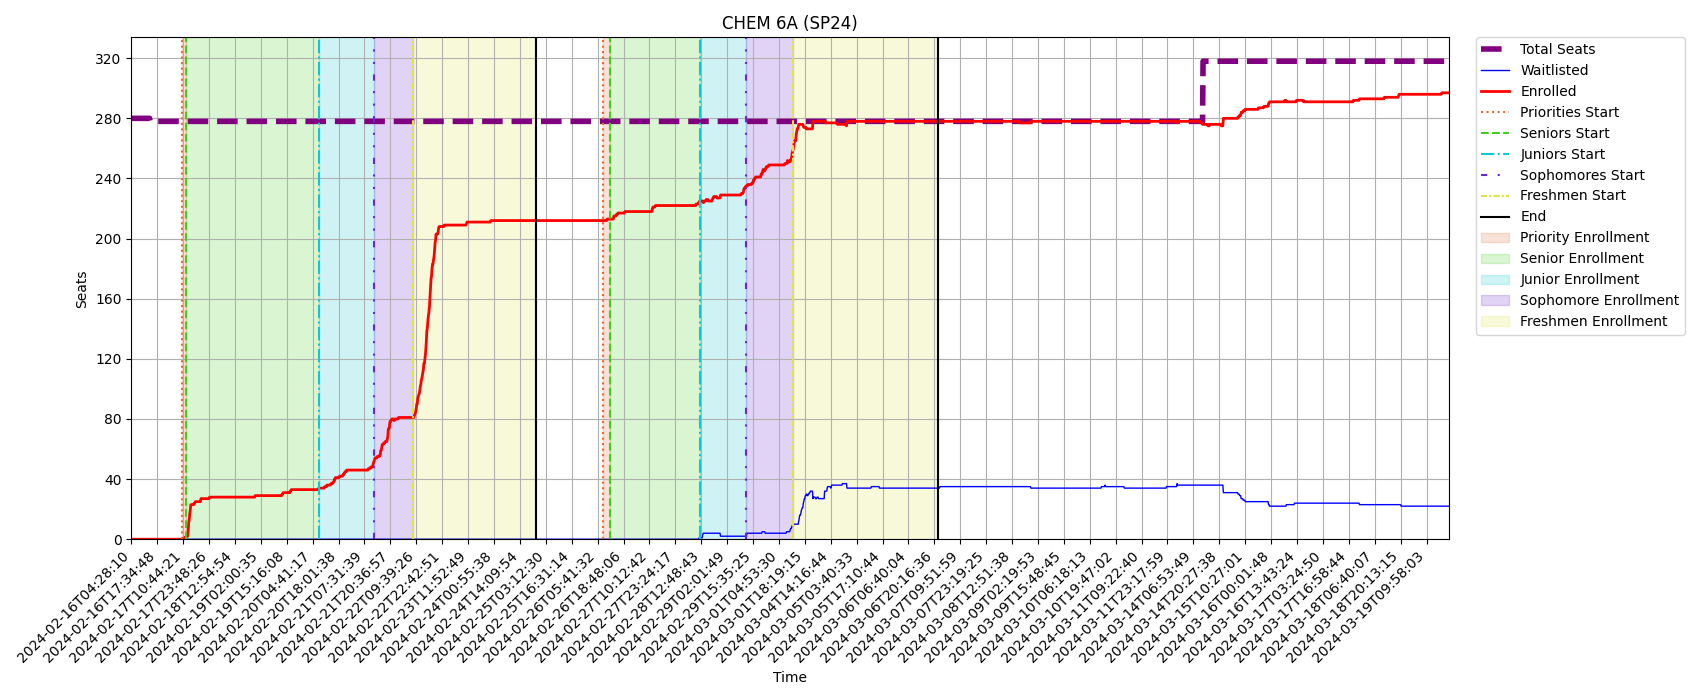 CHEM 6A (SP24)
Seats
320
280
240
200
160
120
80
40
0
2024-02-16T04:28:10
2024-02-16T17:34:48
2024-02-17T10:44:21
2024-02-17T23:48:26
2024-02-18T12:54:54
2024-02-19T02:00:35
2024-02-19T15:16:08
2024-02-20T04:41:17
2024-02-20T18:01:38
2024-02-21T07:31:39
2024-02-21T20:36:57
2024-02-22T09:39:26
2024-02-22T22:42:51
2024-02-23T11:52:49
2024-02-24T00:55:38
2024-02-24T14:09:54
2024-02-25T03:12:30
2024-02-25T16:31:14
2024-02-26T05:41:32
2024-02-26T18:48:06
2024-02-27T10:12:42
2024-02-27T23:24:17
2024-02-28T12:48:43
2024-02-29T02:01:49
2024-02-29T15:35:25
2024-03-01T04:53:30
2024-03-01T18:19:15
2024-03-04T14:16:44
2024-03-05T03:40:33
2024-03-05T17:10:44
2024-03-06T06:40:04
2024-03-06T20:16:36
2024-03-07T09:51:59
2024-03-07T23:19:25
2024-03-08T12:51:38
2024-03-09T02:19:53
2024-03-09T15:48:45
2024-03-10T06:18:13
2024-03-10T19:47:02
2024-03-11T09:22:40
2024-03-11T23:17:59
2024-03-14T06:53:49
2024-03-14T20:27:38
2024-03-15T10:27:01
2024-03-16T00:01:48
2024-03-16T13:43:24
2024-03-17T03:24:50
2024-03-17T16:58:44
2024-03-18T06:40:07
2024-03-18T20:13:15
2024-03-19T09:58:03
Time
Total Seats
Waitlisted
Enrolled
Priorities Start
Seniors Start
Juniors Start
Sophomores Start
Freshmen Start
End
Priority Enrollment
Senior Enrollment
Junior Enrollment
Sophomore Enrollment
Freshmen Enrollment